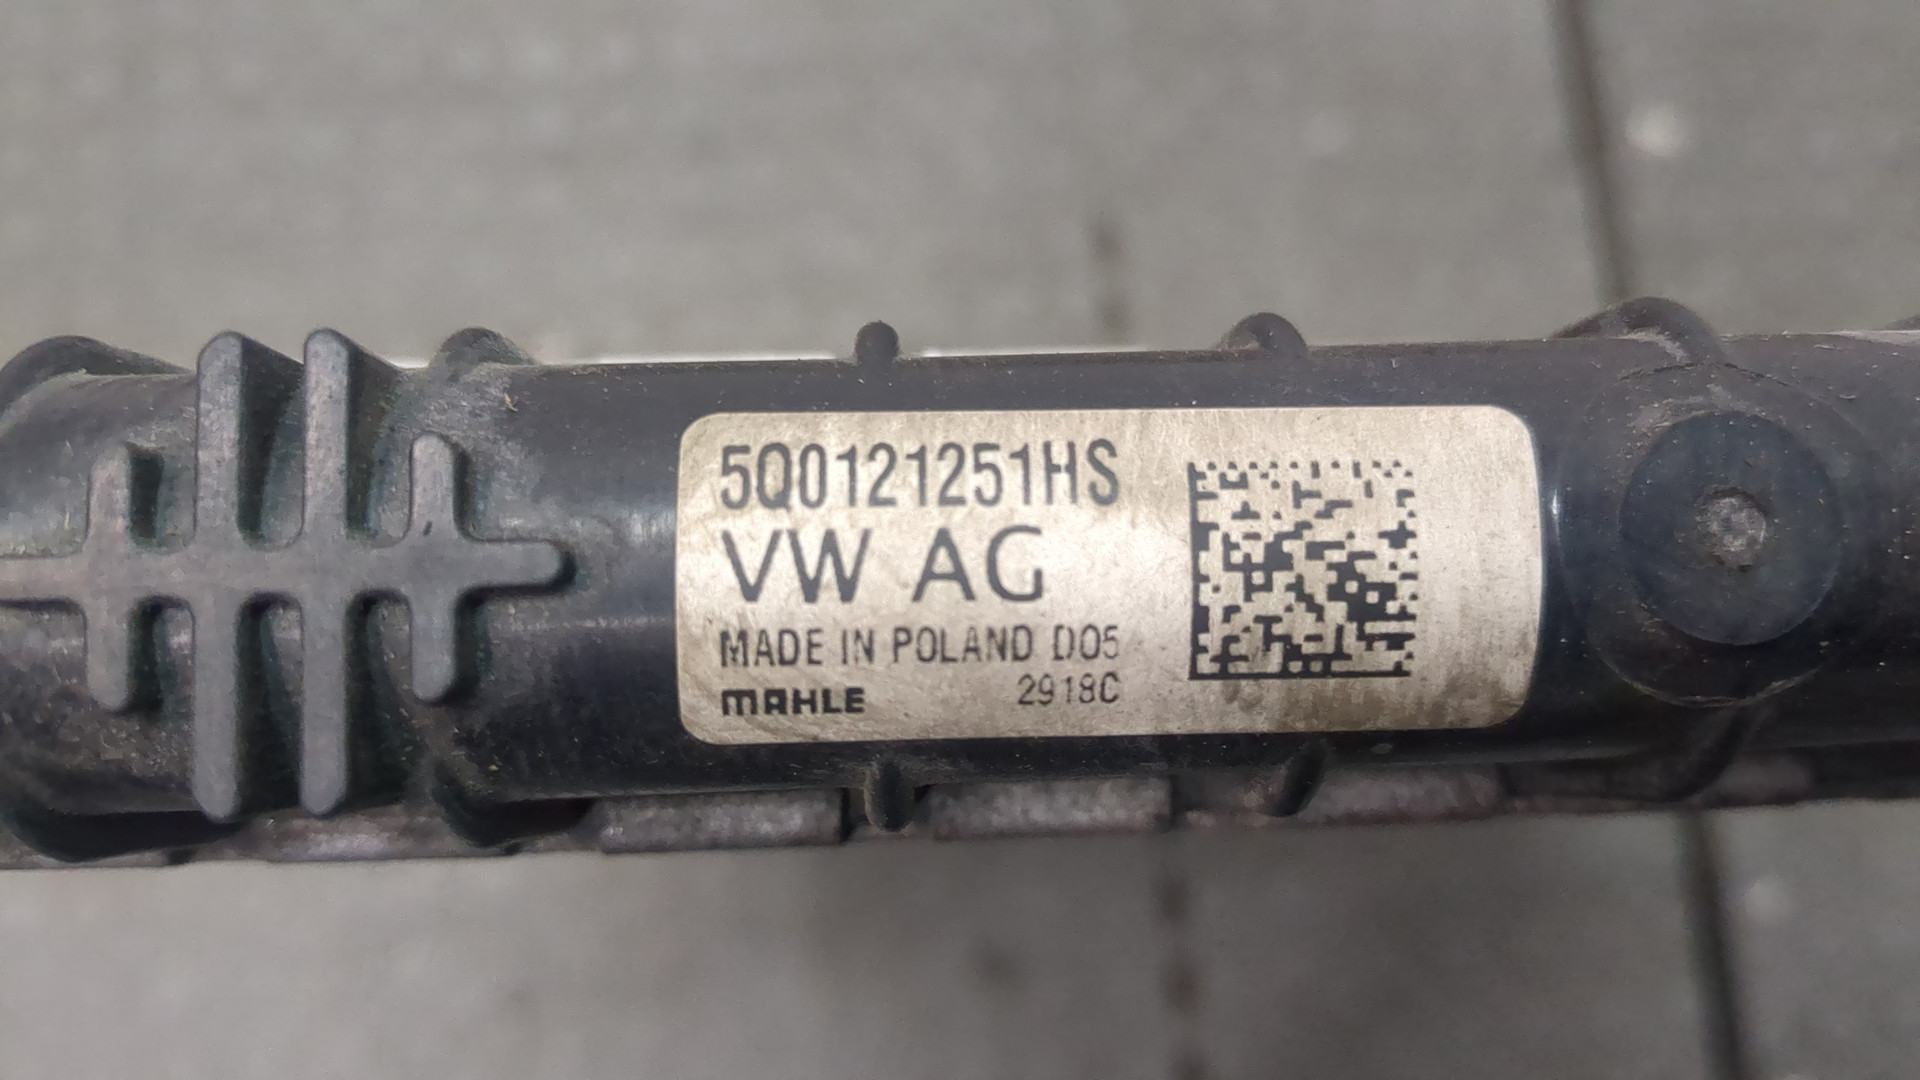 5Q0121251HS
VW AG
MADE IN POLAND D05
MAHLE 2918C